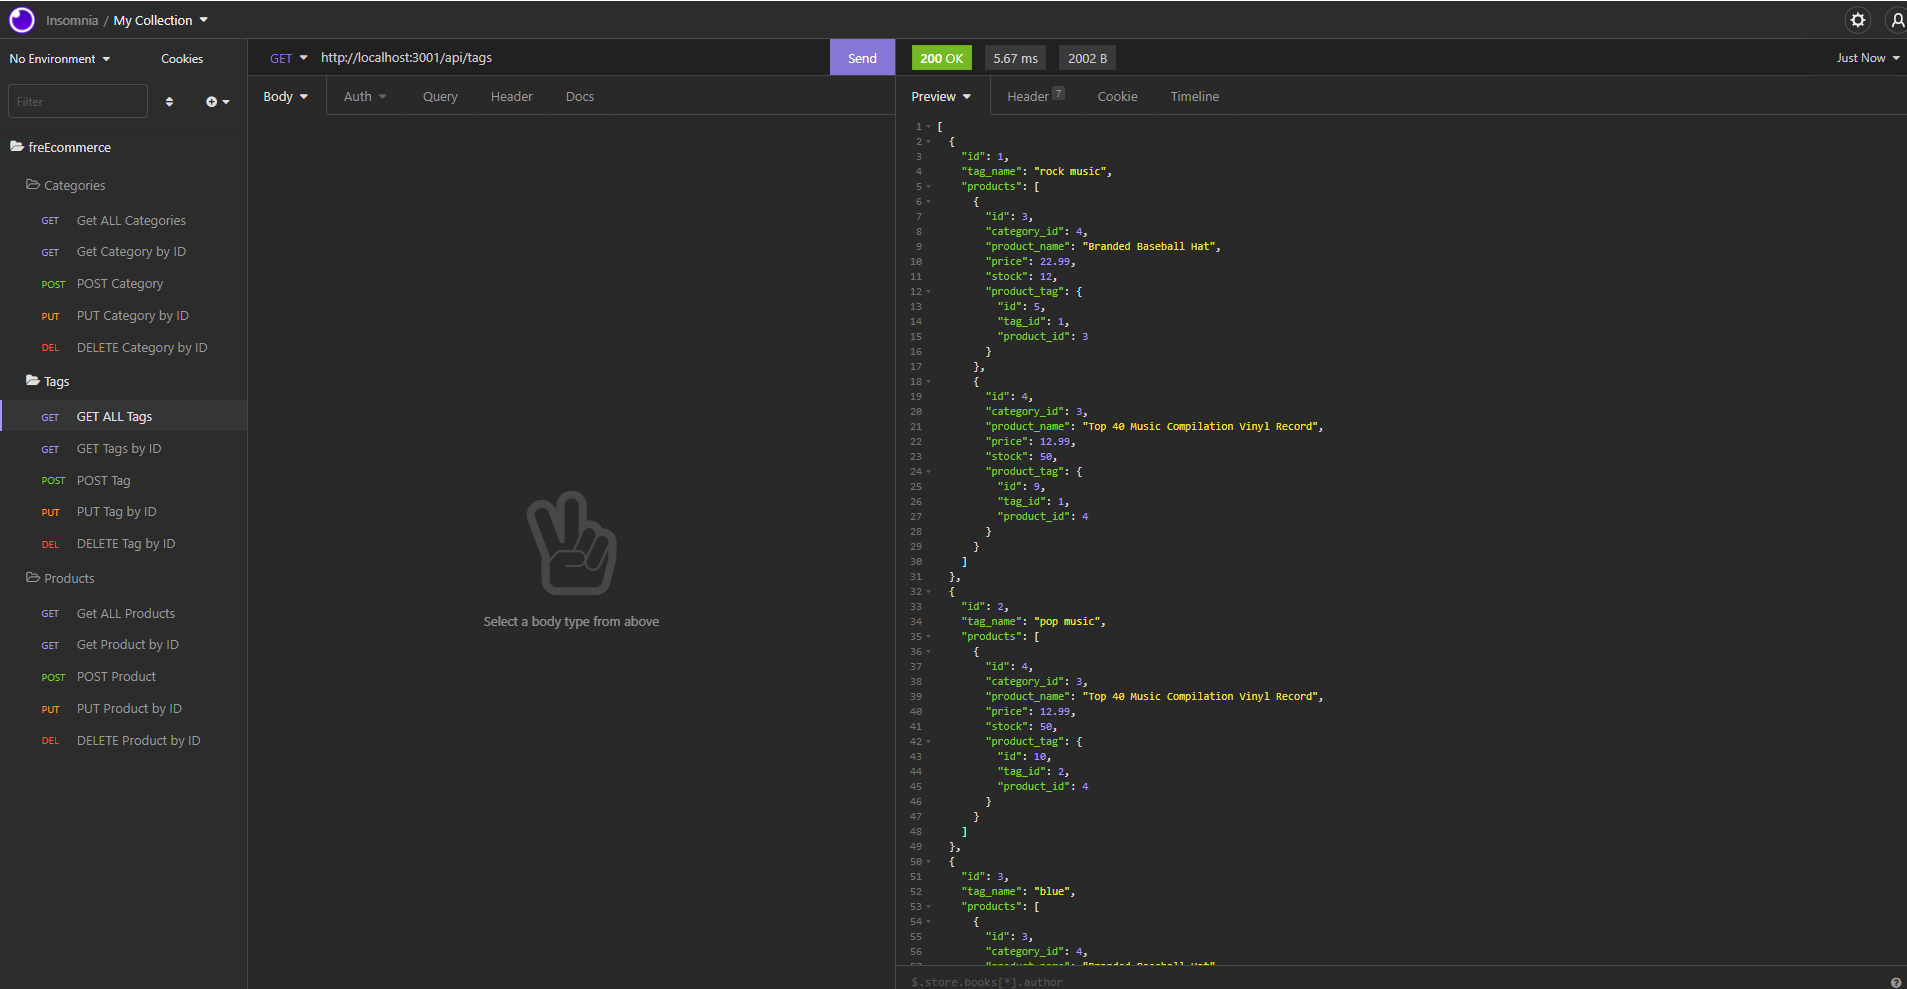 Insomnia / My Collection
No Environment
Cookies
Filter
freEcommerce
Categories
GET Get ALL Categories
GET Get Category by ID
POST POST Category
PUT PUT Category by ID
DEL DELETE Category by ID
Tags
GET GET ALL Tags
GET GET Tags by ID
POST POST Tag
PUT PUT Tag by ID
DEL DELETE Tag by ID
Products
GET Get ALL Products
GET Get Product by ID
POST POST Product
PUT PUT Product by ID
DEL DELETE Product by ID
GET http://localhost:3001/api/tags Send
Body Auth Query Header Docs
Select a body type from above
200 OK 5.67 ms 2002 B Just Now
Preview Header 7 Cookie Timeline
1 [
2 {
3 "id": 1,
4 "tag_name": "rock music",
5 "products": [
6 {
7 "id": 3,
8 "category_id": 4,
9 "product_name": "Branded Baseball Hat",
10 "price": 22.99,
11 "stock": 12,
12 "product_tag": {
13 "id": 5,
14 "tag_id": 1,
15 "product_id": 3
16 }
17 },
18 {
19 "id": 4,
20 "category_id": 3,
21 "product_name": "Top 40 Music Compilation Vinyl Record",
22 "price": 12.99,
23 "stock": 50,
24 "product_tag": {
25 "id": 9,
26 "tag_id": 1,
27 "product_id": 4
28 }
29 }
30 ]
31 },
32 {
33 "id": 2,
34 "tag_name": "pop music",
35 "products": [
36 {
37 "id": 4,
38 "category_id": 3,
39 "product_name": "Top 40 Music Compilation Vinyl Record",
40 "price": 12.99,
41 "stock": 50,
42 "product_tag": {
43 "id": 10,
44 "tag_id": 2,
45 "product_id": 4
46 }
47 }
48 ]
49 },
50 {
51 "id": 3,
52 "tag_name": "blue",
53 "products": [
54 {
55 "id": 3,
56 "category_id": 4,
57 "product_name": "Branded Baseball Hat"
$.store.books[*].author